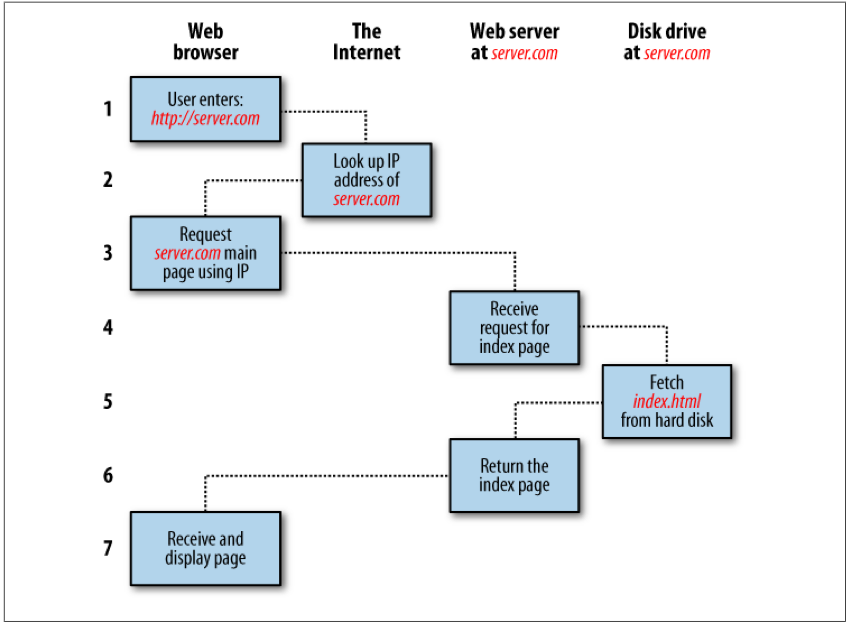 Web
browser
The
Internet
Web server
at server.com
Disk drive
at server.com
1
User enters:
http://server.com
2
Look up IP
address of
server.com
3
Request
server.com main
page using IP
4
Receive
request for
index page
5
Fetch
index.html
from hard disk
6
Return the
index page
7
Receive and
display page